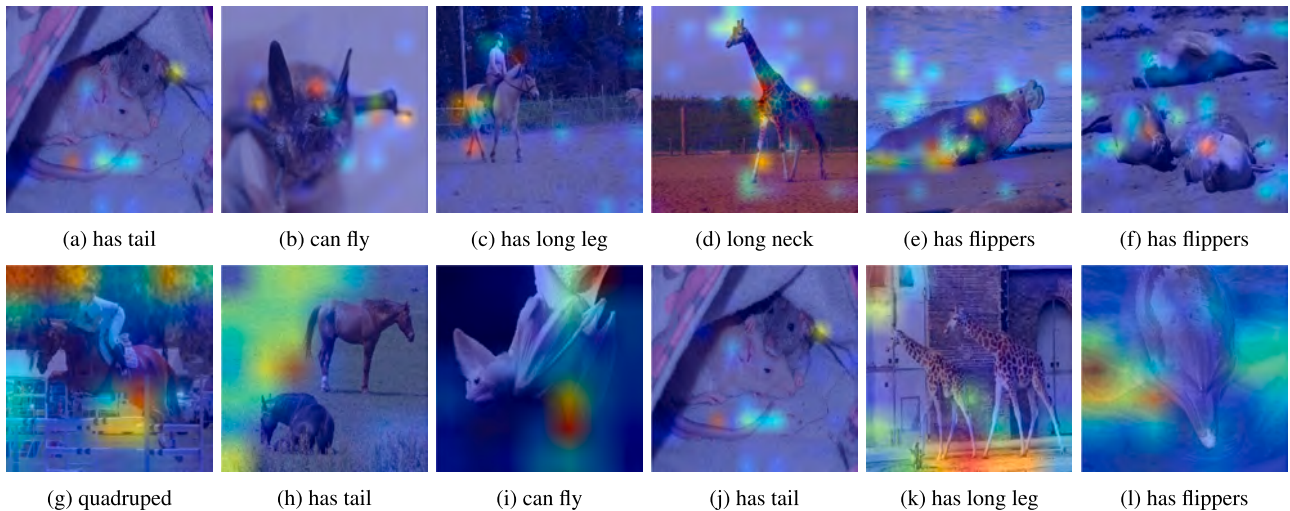 (a) has tail (b) can fly (c) has long leg (d) long neck (e) has flippers (f) has flippers
(g) quadruped (h) has tail (i) can fly (j) has tail (k) has long leg (l) has flippers